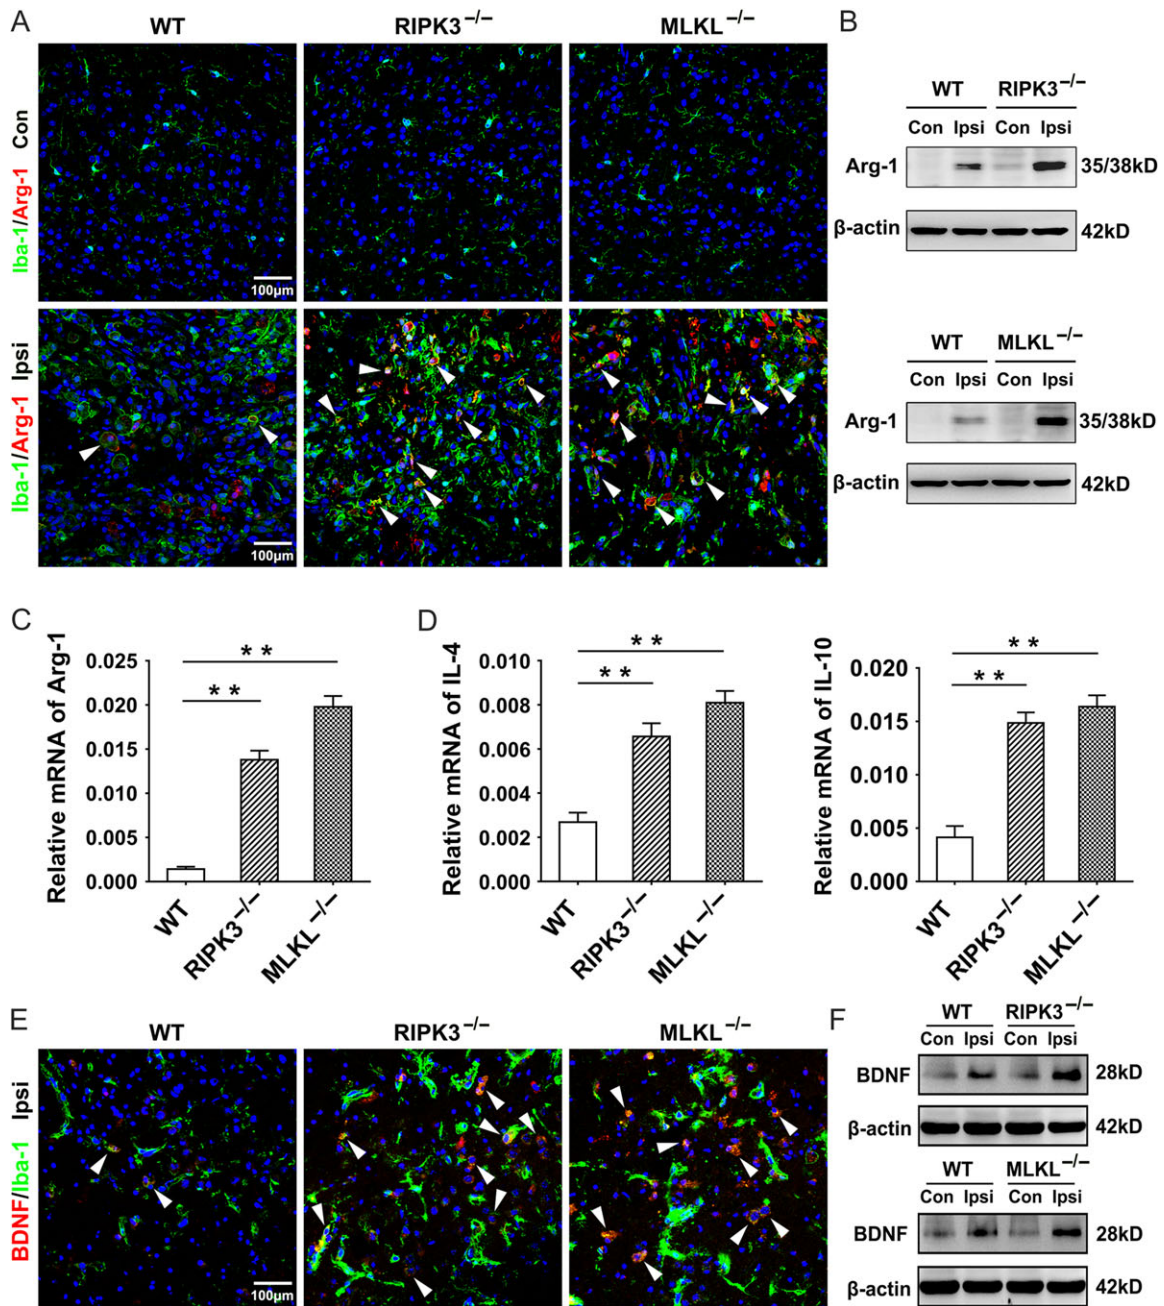 A
WT
RIPK3−/−
MLKL−/−
Iba-1/Arg-1 Con
100μm
Iba-1/Arg-1 Ipsi
100μm
B
WT RIPK3−/−
Con Ipsi Con Ipsi
Arg-1 35/38kD
β-actin 42kD
WT MLKL−/−
Con Ipsi Con Ipsi
Arg-1 35/38kD
β-actin 42kD
C
Relative mRNA of Arg-1
0.025
0.020
0.015
0.010
0.005
0.000
* *
* *
WT
RIPK3−/−
MLKL−/−
D
Relative mRNA of IL-4
0.010
0.008
0.006
0.004
0.002
0.000
* *
* *
WT
RIPK3−/−
MLKL−/−
Relative mRNA of IL-10
0.020
0.015
0.010
0.005
0.000
* *
* *
WT
RIPK3−/−
MLKL−/−
E
WT
RIPK3−/−
MLKL−/−
BDNF/Iba-1 Ipsi
100μm
F
WT RIPK3−/−
Con Ipsi Con Ipsi
BDNF 28kD
β-actin 42kD
WT MLKL−/−
Con Ipsi Con Ipsi
BDNF 28kD
β-actin 42kD